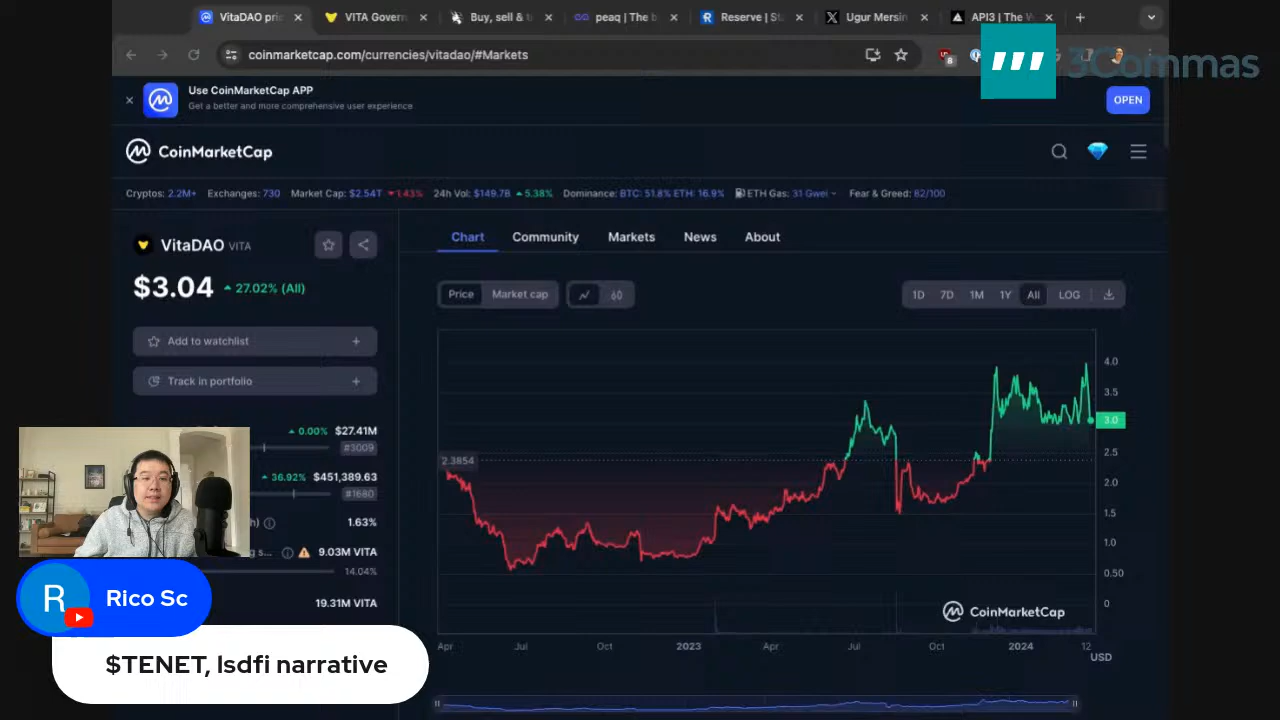 VitaDAO pri
VITA Govern
Buy, sell & t
peaq | The b
Reserve | St
Ugur Mersin
API3 | The
coinmarketcap.com/currencies/vitadao/#Markets
8
3Commas
Use CoinMarketCap APP
Get a better and more comprehensive user experience
OPEN
CoinMarketCap
Cryptos: 2.2M+ Exchanges: 730 Market Cap: $2.54T 1.43% 24h Vol: $149.7B 5.38% Dominance: BTC: 51.8% ETH: 16.9% ETH Gas: 31 Gwei Fear & Greed: 82/100
VitaDAO VITA
$3.04 27.02% (All)
Add to watchlist +
Track in portfolio +
0.00% $27.41M
#3009
36.92% $451,389.63
#1680
h) 1.63%
g s... 9.03M VITA
14.04%
19.31M VITA
Chart Community Markets News About
Price Market cap
1D 7D 1M 1Y All LOG
4.0
3.5
3.0
2.5
2.3854
2.0
1.5
1.0
0.50
0
CoinMarketCap
Apr Jul Oct 2023 Apr Jul Oct 2024 12
USD
R
Rico Sc
$TENET, lsdfi narrative